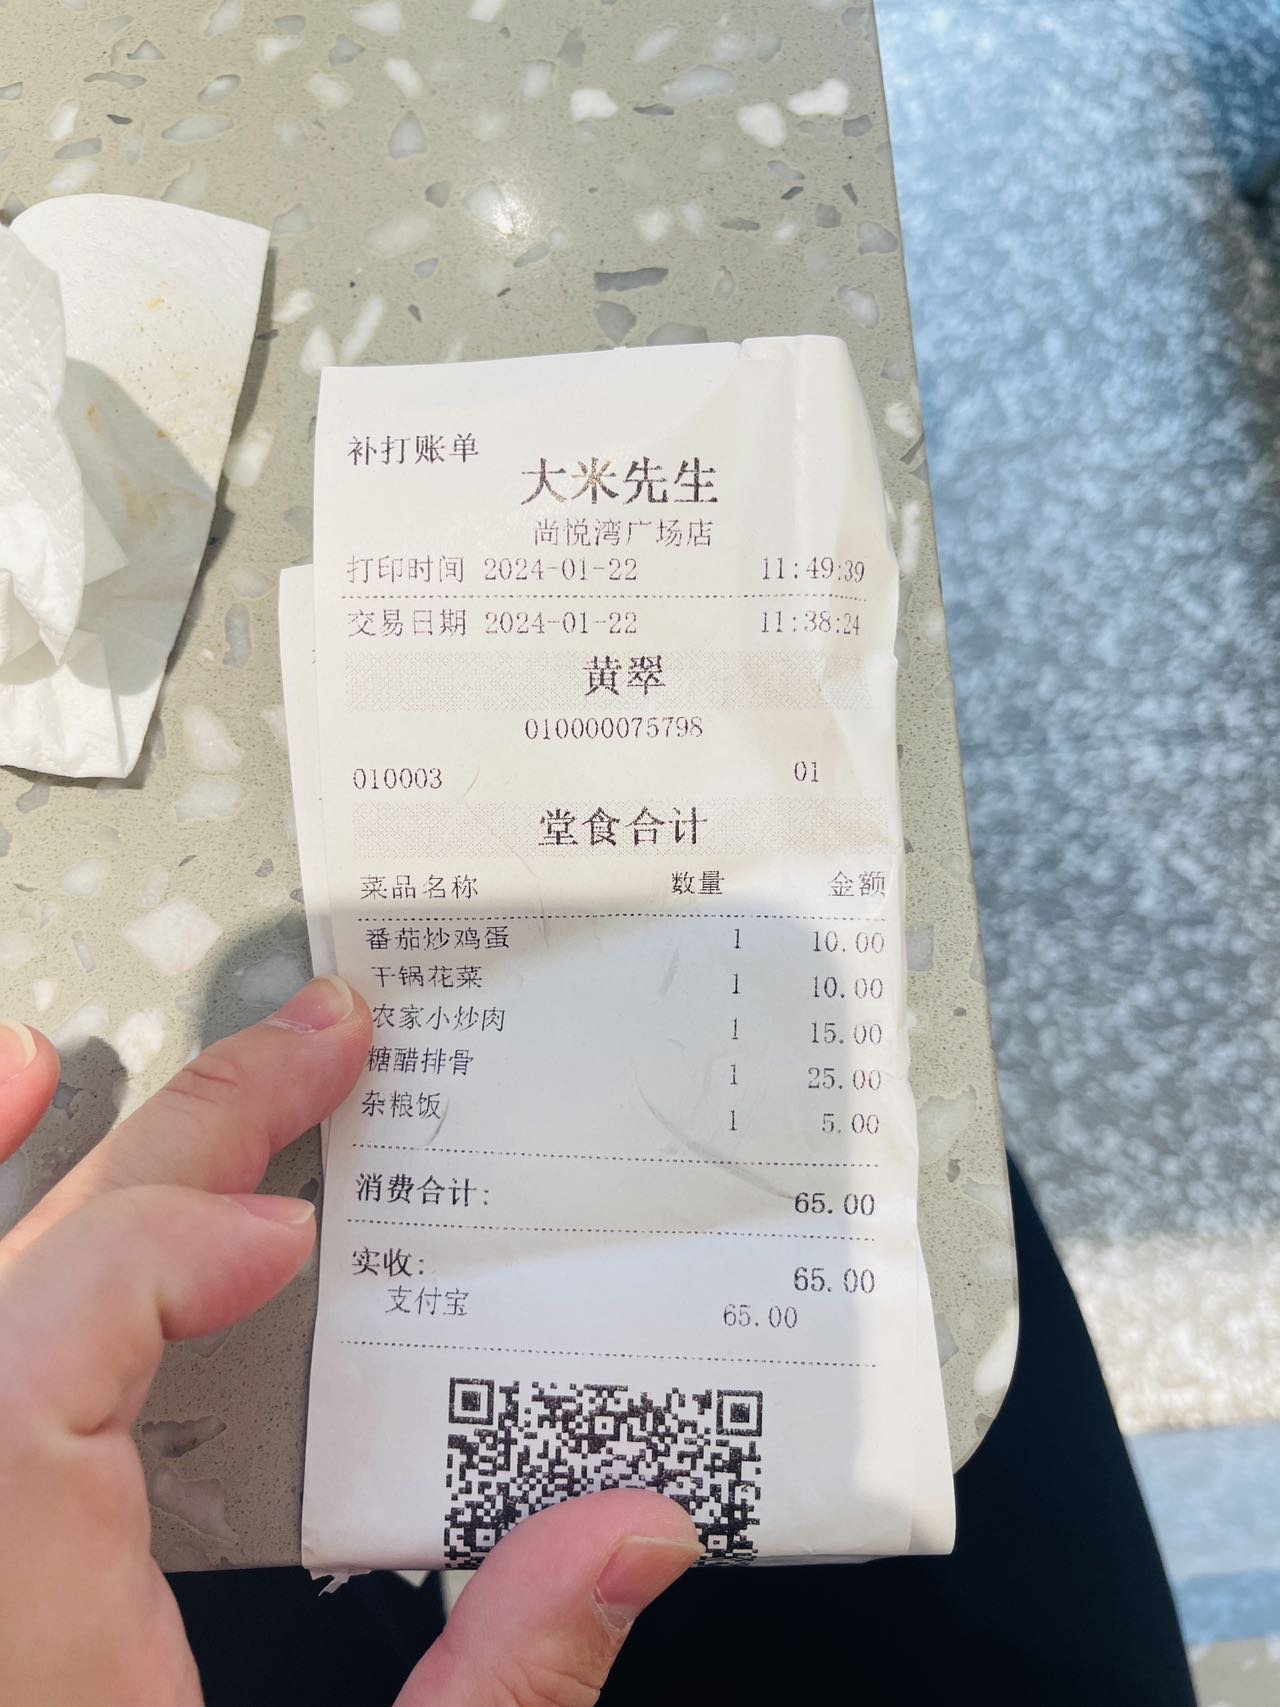 补打账单
大米先生
尚悦湾广场店
打印时间 2024-01-22 11:49:39
交易日期 2024-01-22 11:38:24
黄翠
010000075798
010003 01
堂食合计
菜品名称 数量 金额
番茄炒鸡蛋 1 10.00
干锅花菜 1 10.00
农家小炒肉 1 15.00
糖醋排骨 1 25.00
杂粮饭 1 5.00
消费合计: 65.00
实收: 65.00
支付宝 65.00